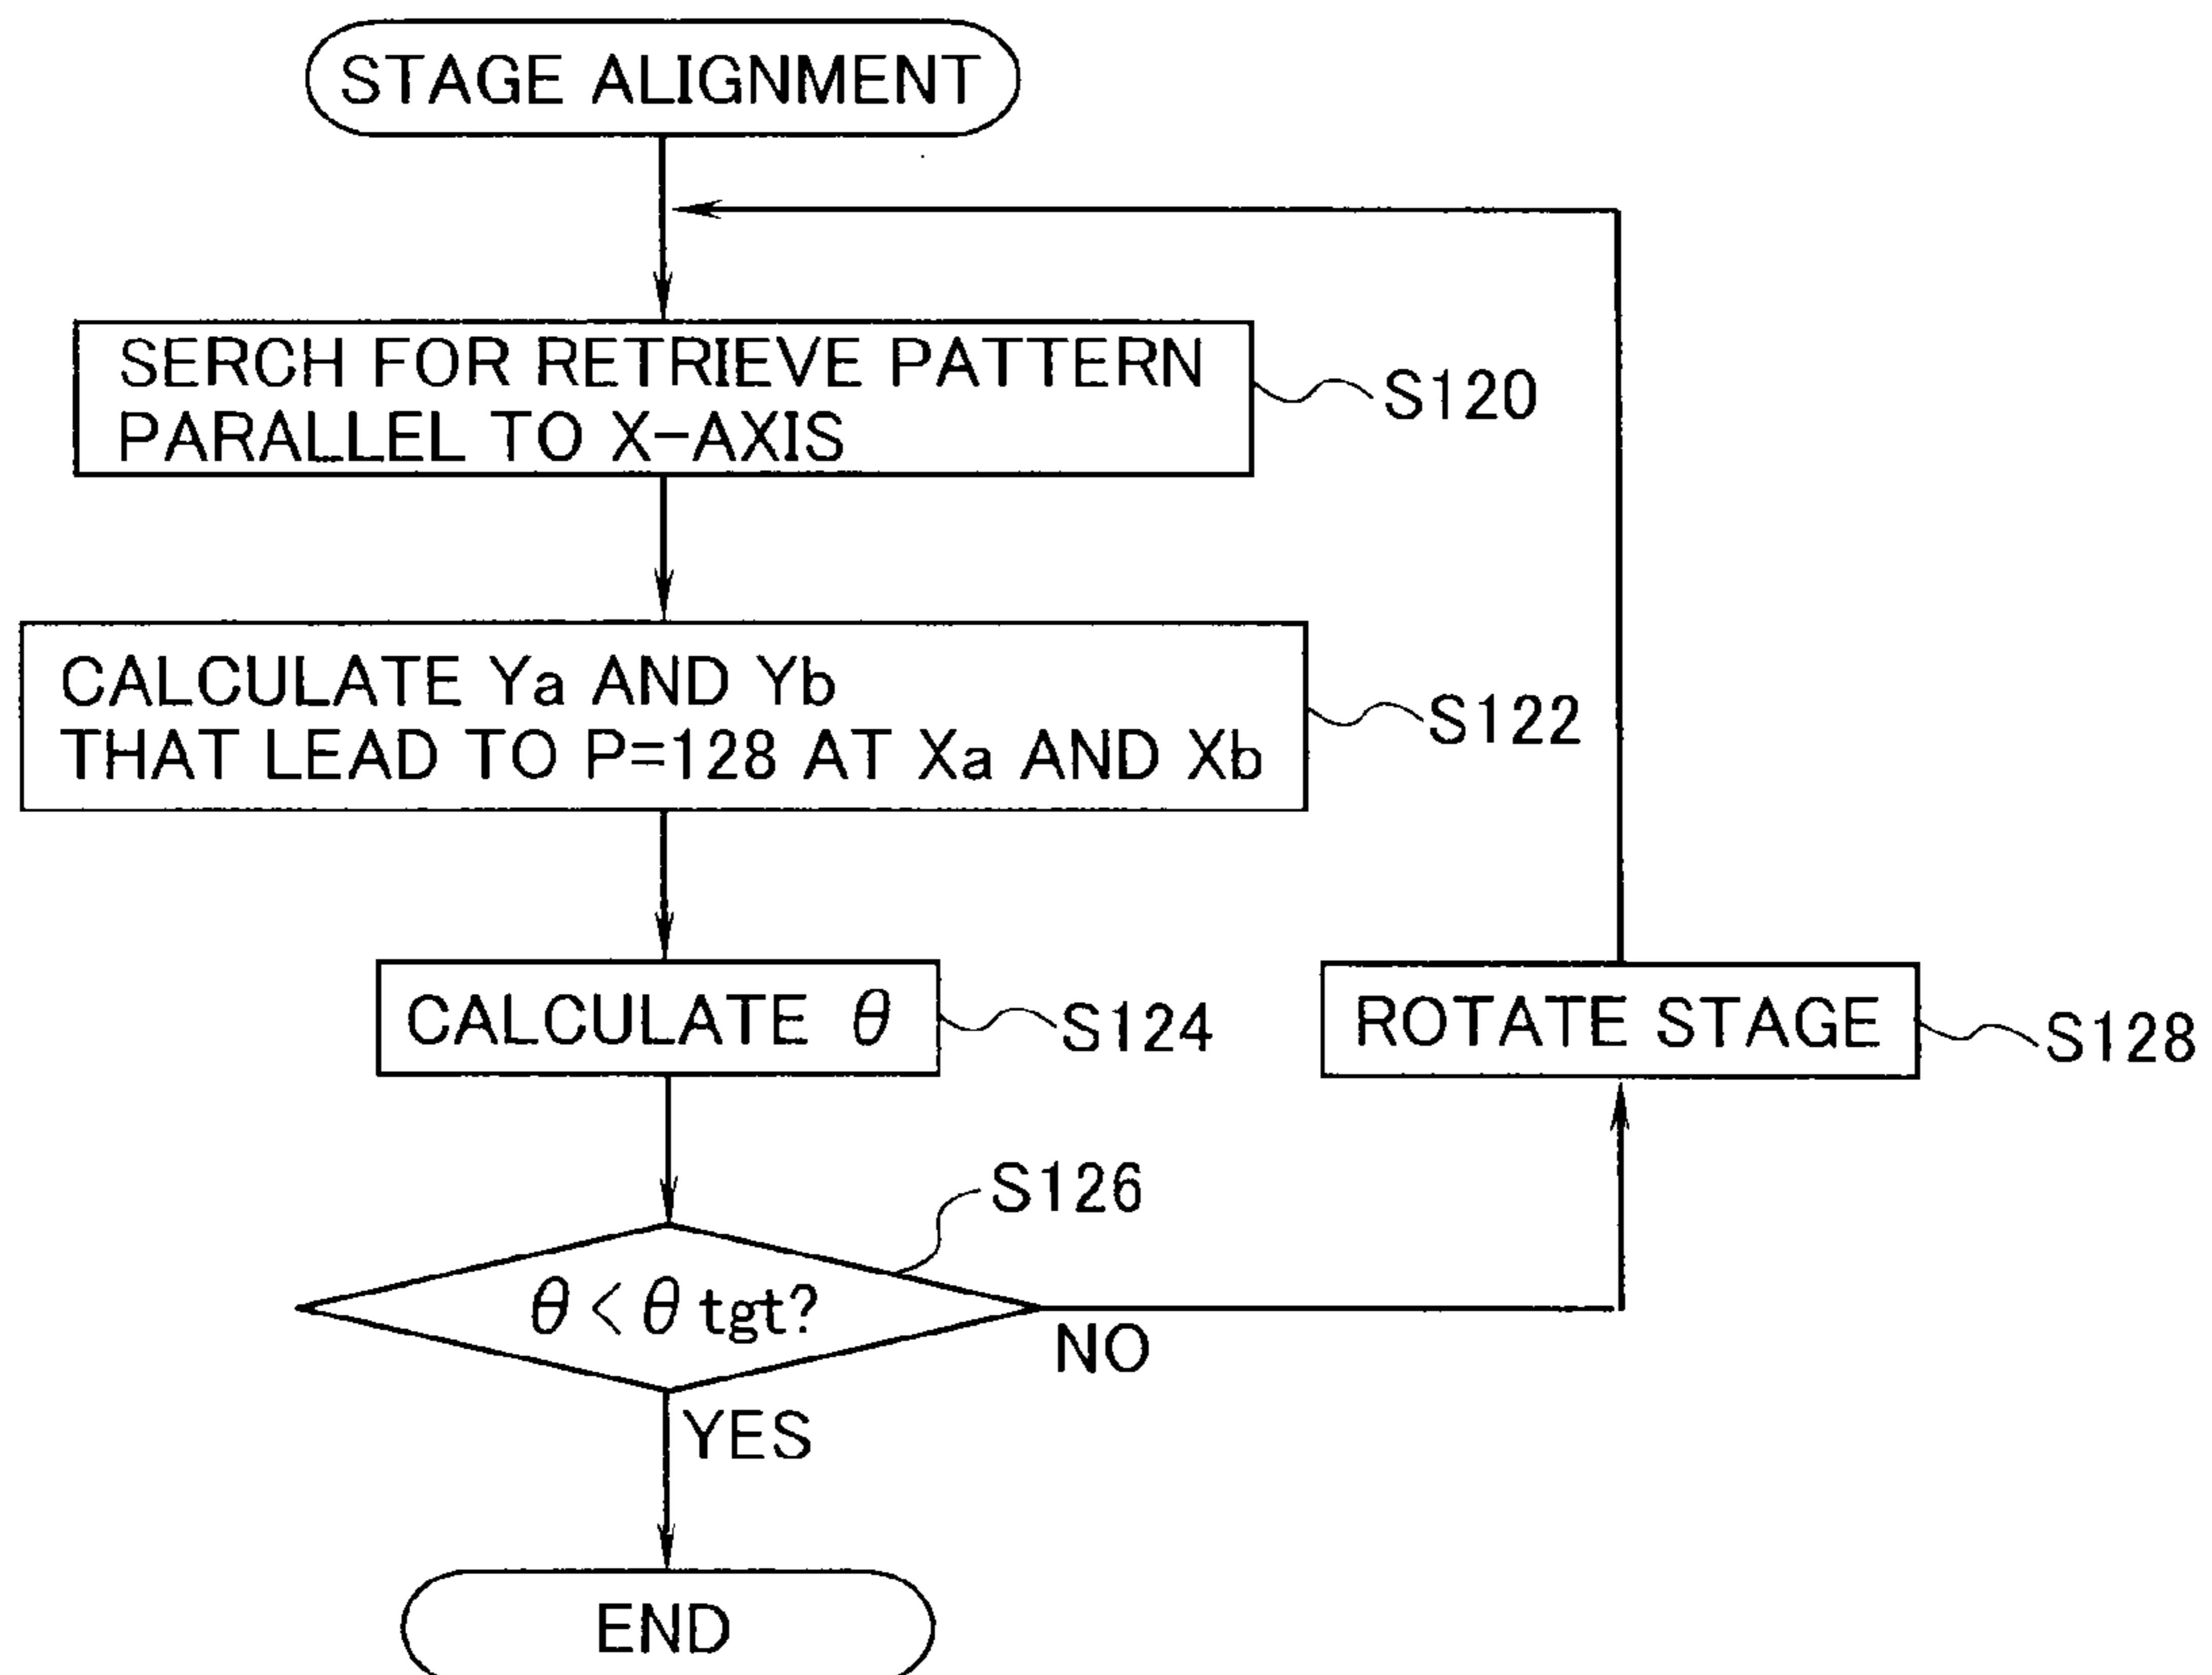 STAGE ALIGNMENT
SERCH FOR RETRIEVE PATTERN
PARALLEL TO X-AXIS
S120
CALCULATE Ya AND Yb
THAT LEAD TO P=128 AT Xa AND Xb
S122
CALCULATE θ
S124
ROTATE STAGE
S128
S126
θ < θ tgt?
NO
YES
END